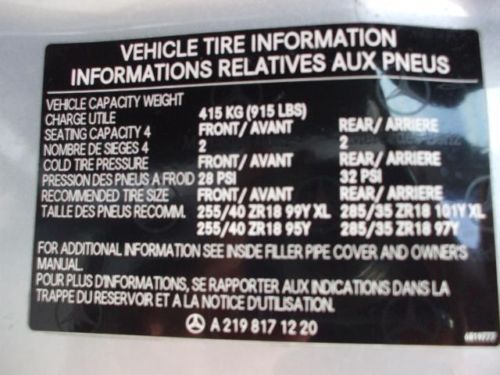 VEHICLE TIRE INFORMATION
INFORMATIONS RELATIVES AUX PNEUS
VEHICLE CAPACITY WEIGHT
CHARGE UTILE 415 KG (915 LBS)
SEATING CAPACITY 4 FRONT/ AVANT REAR/ ARRIERE
NOMBRE DE SIEGES 4 2 2
COLD TIRE PRESSURE FRONT/ AVANT REAR/ ARRIERE
PRESSION DES PNEUS A FROID 28 PSI 32 PSI
RECOMMENDED TIRE SIZE FRONT/ AVANT REAR/ ARRIERE
TAILLE DES PNEUS RECOMM. 255/40 ZR18 99Y XL 285/35 ZR18 101Y XL
255/40 ZR18 95Y 285/35 ZR18 97Y
FOR ADDITIONAL INFORMATION SEE INSIDE FILLER PIPE COVER AND OWNER'S
MANUAL.
POUR PLUS D'INFORMATIONS, SE RAPPORTER AUX INDICATIONS DANS LA
TRAPPE DU RESERVOIR ET A LA NOTICE D'UTILISATION.
A 219 817 12 20
6819777